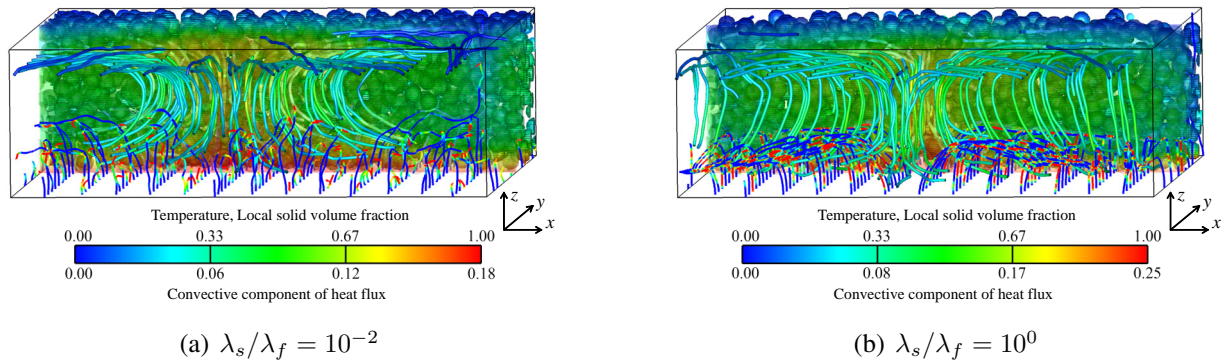 z
y
x
Temperature, Local solid volume fraction
0.00 0.33 0.67 1.00
0.00 0.06 0.12 0.18
Convective component of heat flux
(a) λs/λf = 10⁻²
z
y
x
Temperature, Local solid volume fraction
0.00 0.33 0.67 1.00
0.00 0.08 0.17 0.25
Convective component of heat flux
(b) λs/λf = 10⁰